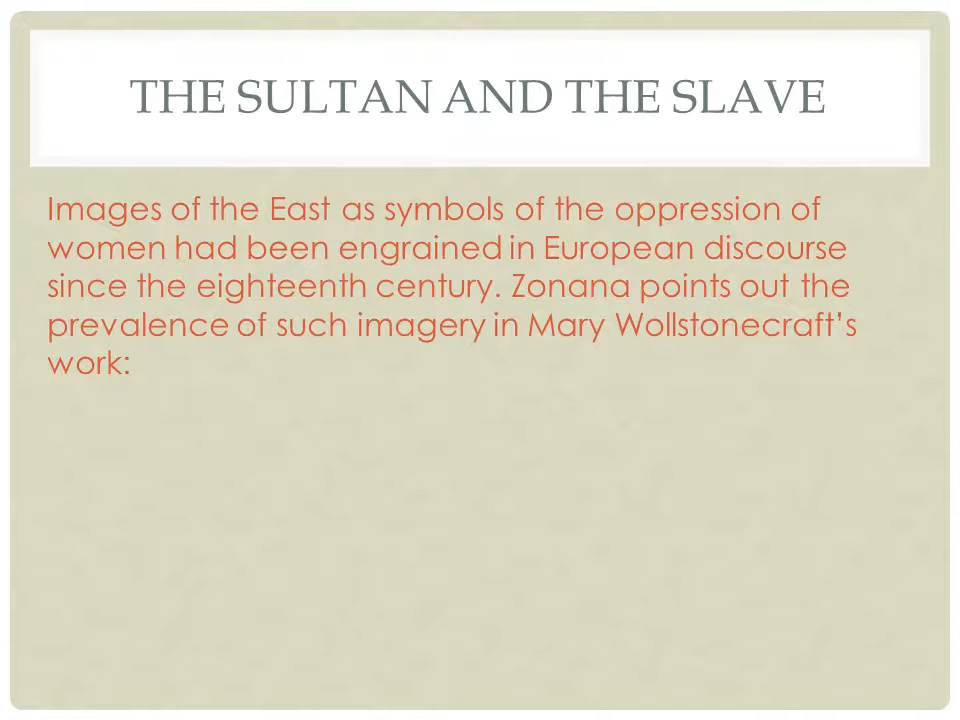 THE SULTAN AND THE SLAVE
Images of the East as symbols of the oppression of
women had been engrained in European discourse
since the eighteenth century. Zonana points out the
prevalence of such imagery in Mary Wollstonecraft’s
work: